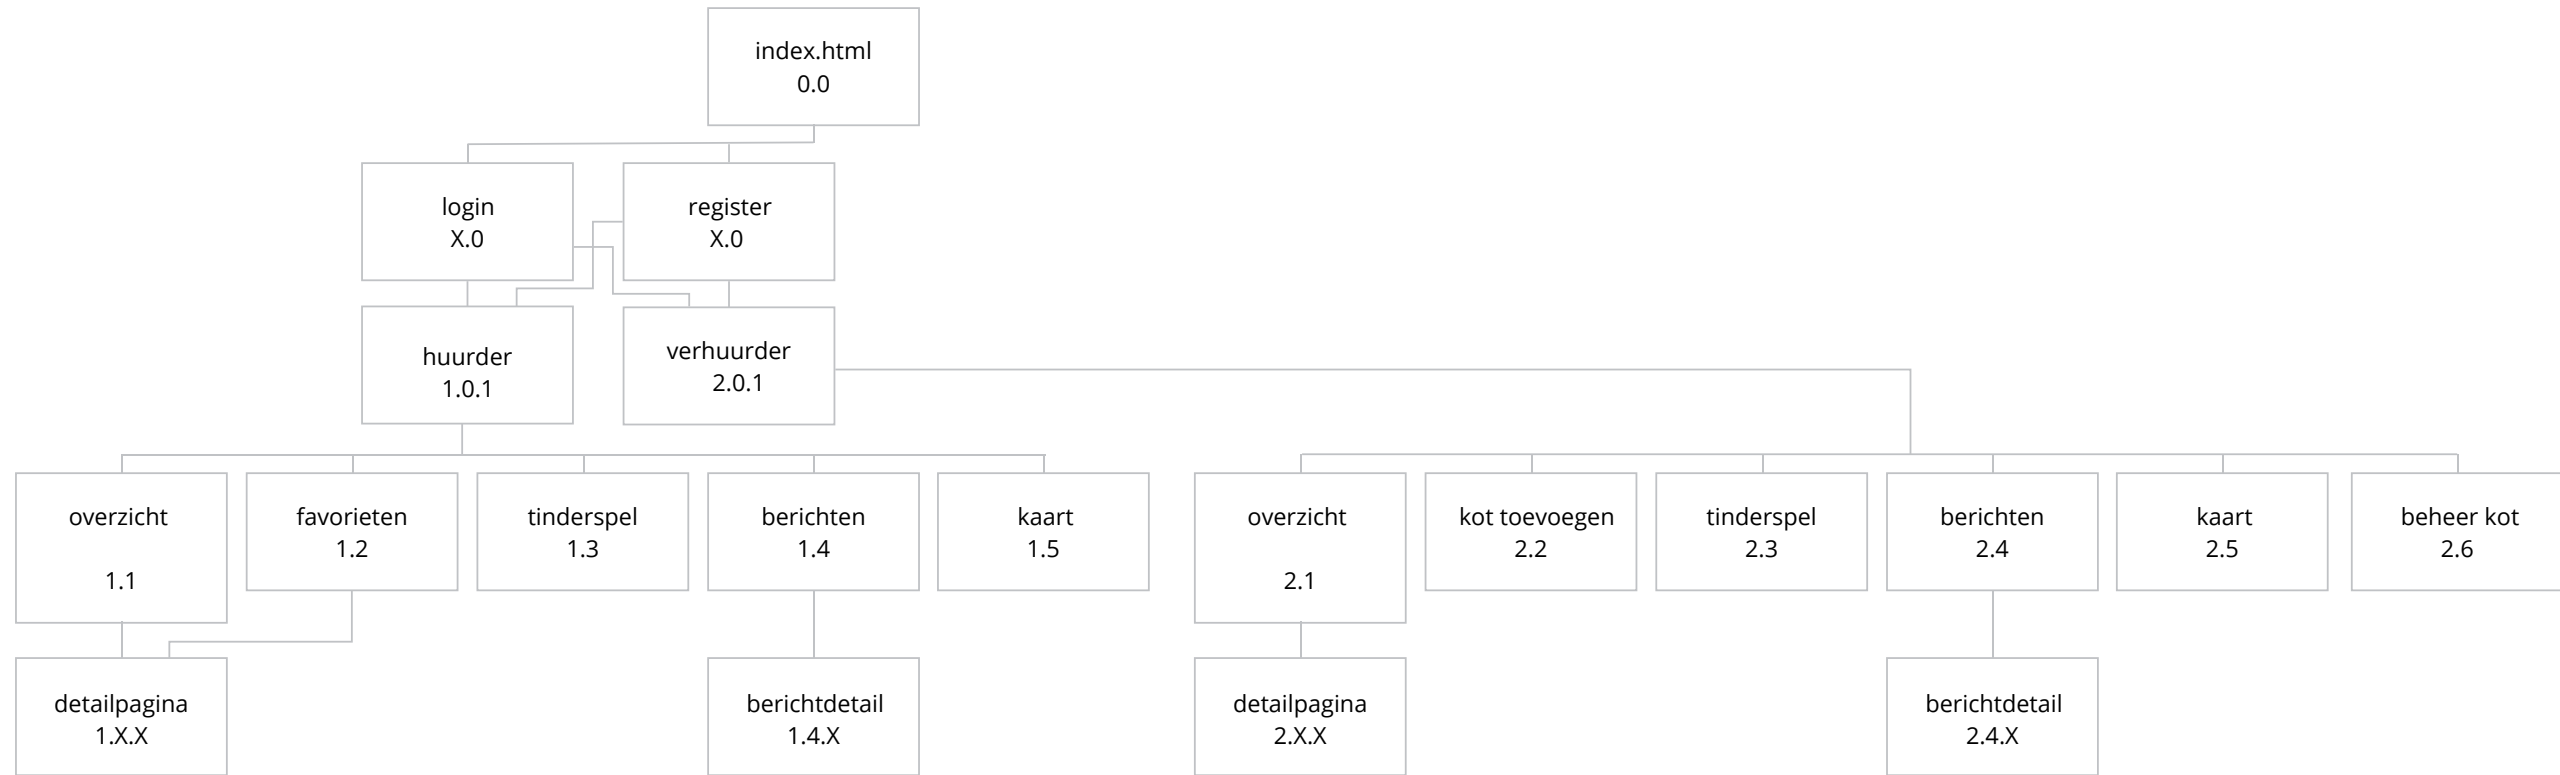 index.html
0.0
login
X.0
register
X.0
huurder
1.0.1
verhuurder
2.0.1
overzicht
1.1
favorieten
1.2
tinderspel
1.3
berichten
1.4
kaart
1.5
overzicht
2.1
kot toevoegen
2.2
tinderspel
2.3
berichten
2.4
kaart
2.5
beheer kot
2.6
detailpagina
1.X.X
berichtdetail
1.4.X
detailpagina
2.X.X
berichtdetail
2.4.X